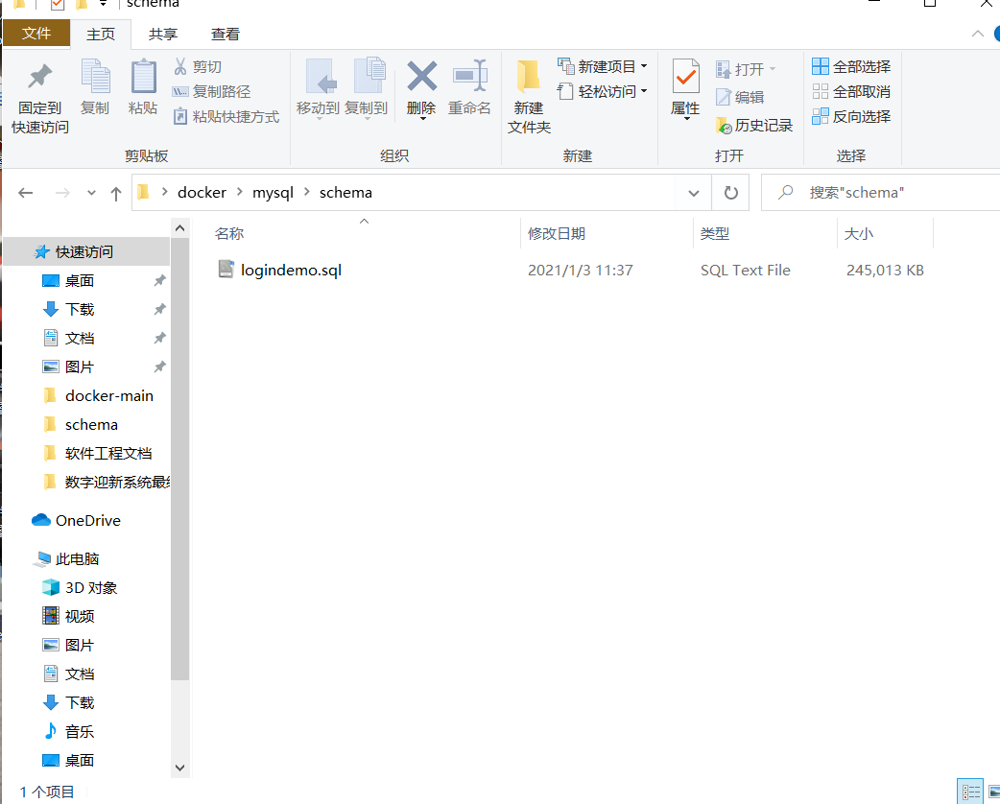 schema
文件 主页 共享 查看
固定到快速访问
复制
粘贴
剪切
复制路径
粘贴快捷方式
剪贴板
移动到
复制到
删除
重命名
组织
新建文件夹
新建项目
轻松访问
新建
属性
打开
编辑
历史记录
打开
全部选择
全部取消
反向选择
选择
docker mysql schema
搜索"schema"
名称 修改日期 类型 大小
logindemo.sql 2021/1/3 11:37 SQL Text File 245,013 KB
快速访问
桌面
下载
文档
图片
docker-main
schema
软件工程文档
数字迎新系统最
OneDrive
此电脑
3D 对象
视频
图片
文档
下载
音乐
桌面
1 个项目